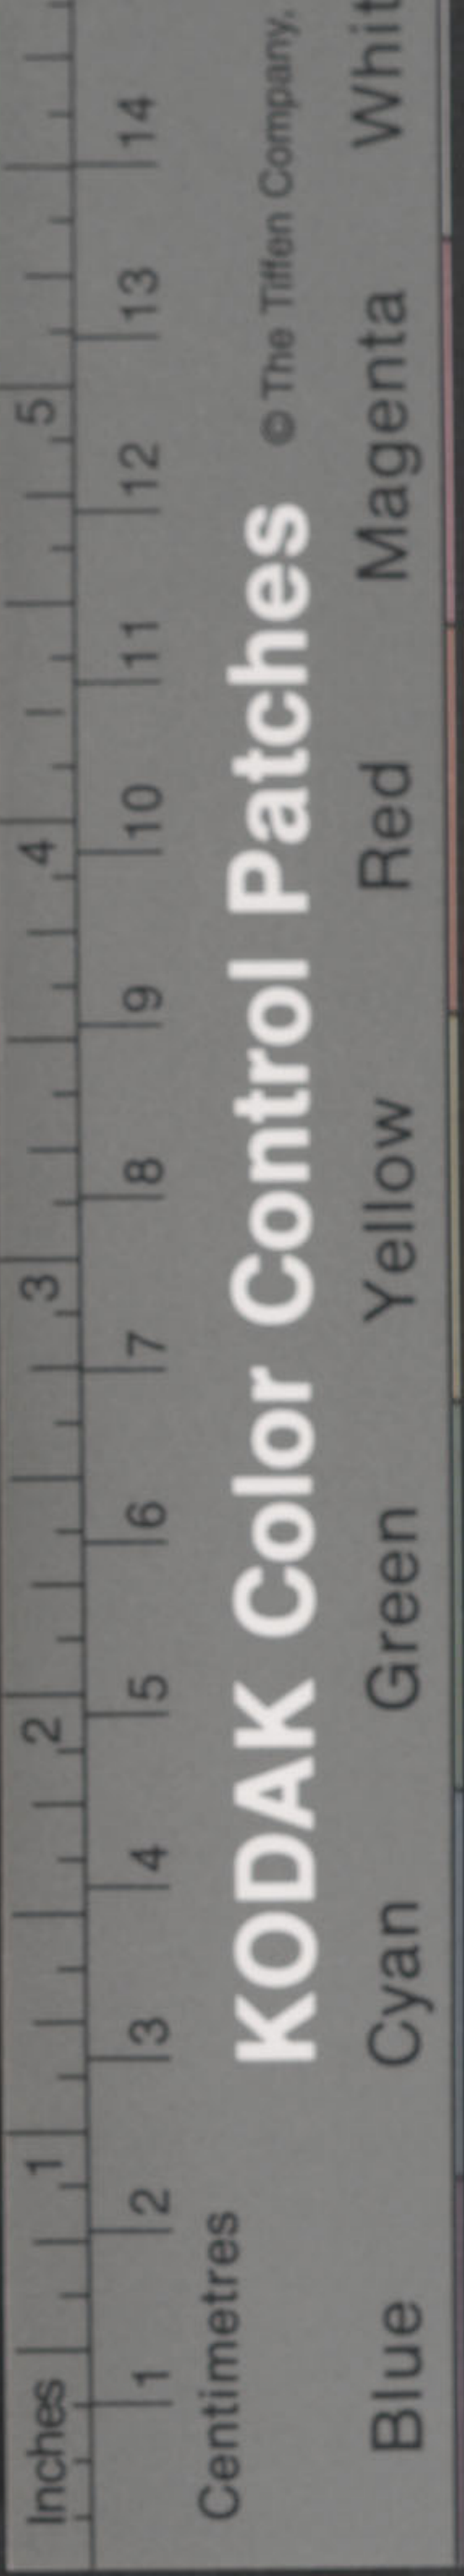 Inches 1 2 3 4 5
1 2 3 4 5 6 7 8 9 10 11 12 13 14
Centimetres
KODAK Color Control Patches © The Tiffen Company,
Blue Cyan Green Yellow Red Magenta Whit